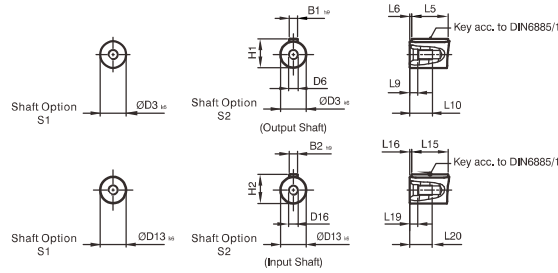 B1 h9
L6 L5
Key acc. to DIN6885/1
H1
D6
L9
L10
Shaft Option
S1
ØD3 k6
Shaft Option
S2
ØD3 k6
(Output Shaft)
B2 h9
L16 L15
Key acc. to DIN6885/1
H2
D16
L19
L20
Shaft Option
S1
ØD13 k6
Shaft Option
S2
ØD13 k6
(Input Shaft)